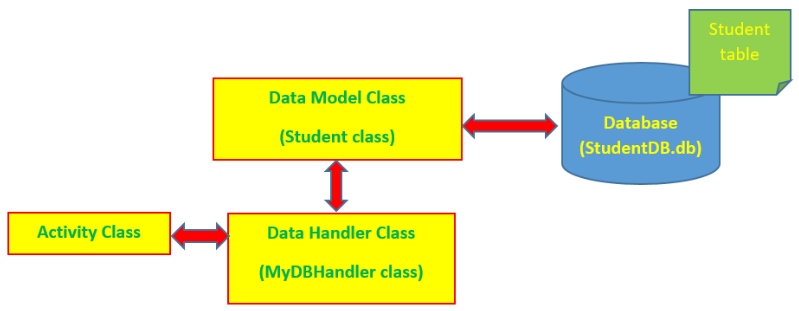 Student
table
Data Model Class
(Student class)
Database
(StudentDB.db)
Activity Class
Data Handler Class
(MyDBHandler class)